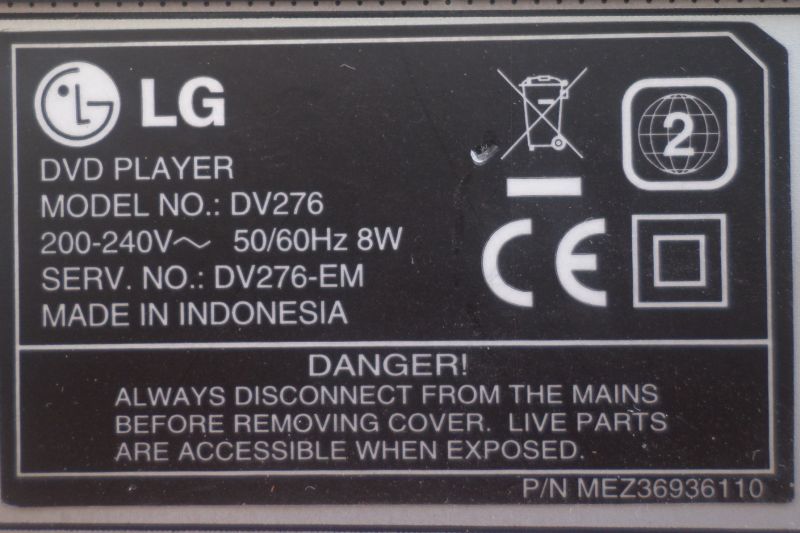 LG
DVD PLAYER
MODEL NO.: DV276
200-240V～ 50/60Hz 8W
SERV. NO.: DV276-EM
MADE IN INDONESIA
2
CE
DANGER!
ALWAYS DISCONNECT FROM THE MAINS
BEFORE REMOVING COVER. LIVE PARTS
ARE ACCESSIBLE WHEN EXPOSED.
P/N MEZ36936110